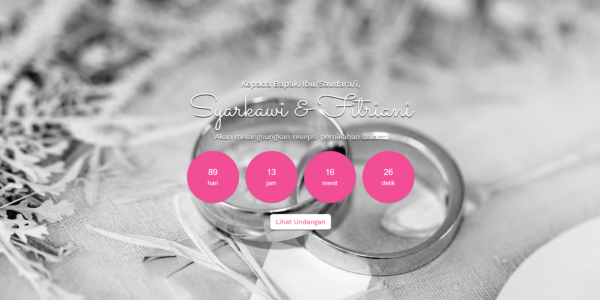 Kepada Bapak/Ibu/Saudara/i,
Syarkawi & Fitriani
Akan melangsungkan resepsi pernikahan dalam:
89 13 16 26
hari jam menit detik
Lihat Undangan